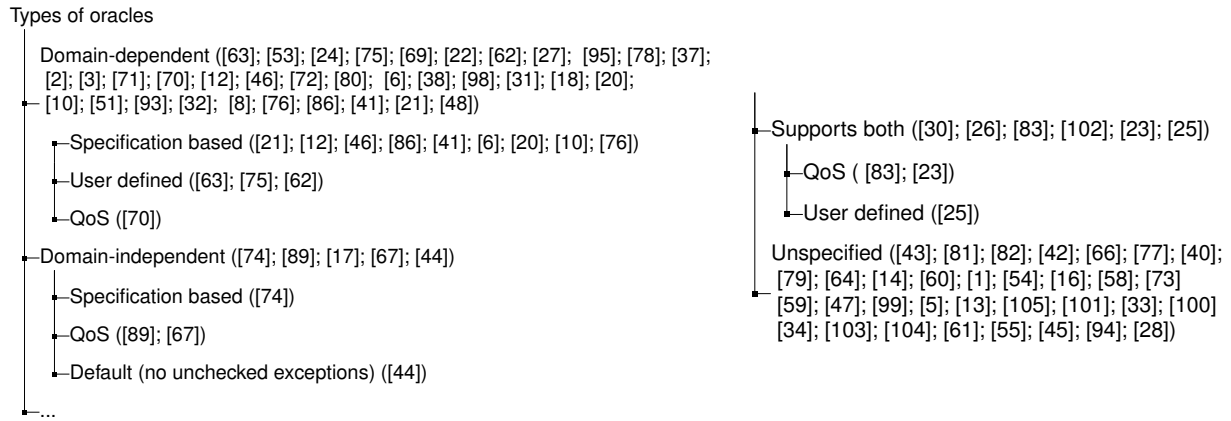 Types of oracles
Domain-dependent ([63]; [53]; [24]; [75]; [69]; [22]; [62]; [27]; [95]; [78]; [37];
[2]; [3]; [71]; [70]; [12]; [46]; [72]; [80]; [6]; [38]; [98]; [31]; [18]; [20];
[10]; [51]; [93]; [32]; [8]; [76]; [86]; [41]; [21]; [48])
Specification based ([21]; [12]; [46]; [86]; [41]; [6]; [20]; [10]; [76])
User defined ([63]; [75]; [62])
QoS ([70])
Domain-independent ([74]; [89]; [17]; [67]; [44])
Specification based ([74])
QoS ([89]; [67])
Default (no unchecked exceptions) ([44])
...
Supports both ([30]; [26]; [83]; [102]; [23]; [25])
QoS ( [83]; [23])
User defined ([25])
Unspecified ([43]; [81]; [82]; [42]; [66]; [77]; [40];
[79]; [64]; [14]; [60]; [1]; [54]; [16]; [58]; [73]
[59]; [47]; [99]; [5]; [13]; [105]; [101]; [33]; [100]
[34]; [103]; [104]; [61]; [55]; [45]; [94]; [28])